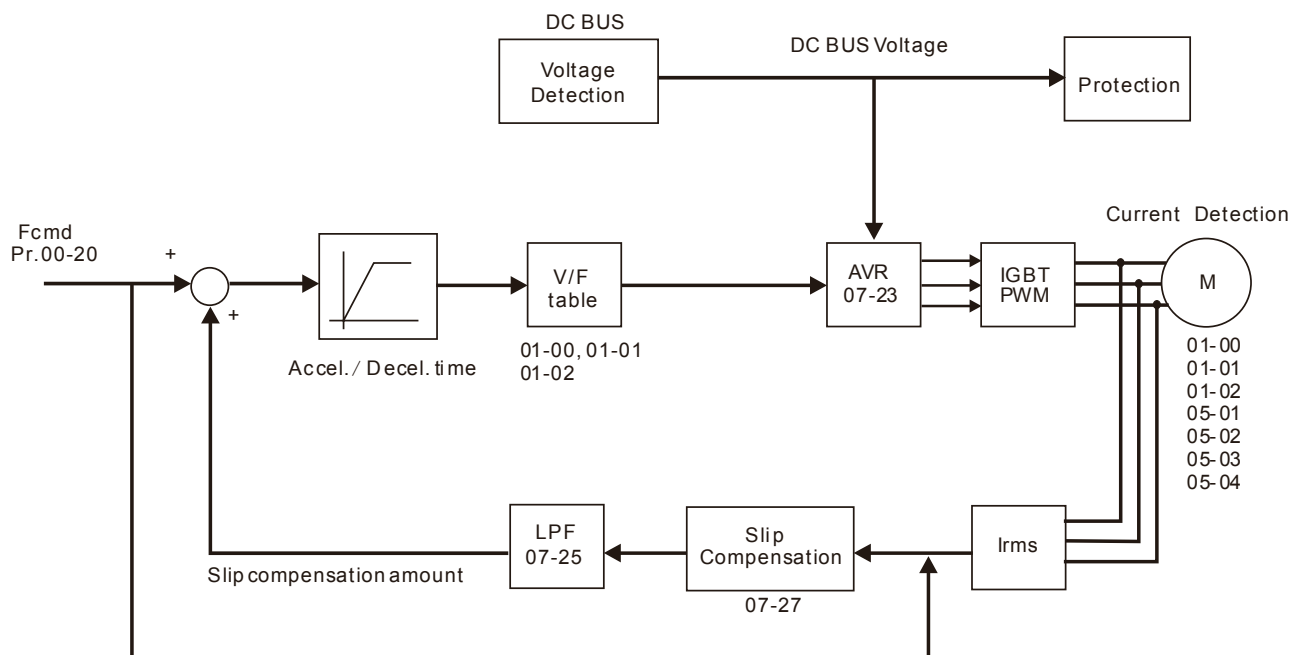 DC BUS
Voltage
Detection
DC BUS Voltage
Protection
Fcmd
Pr.00-20
+
+
Accel./ Decel. time
V/F
table
01-00, 01-01
01-02
AVR
07-23
IGBT
PWM
Current Detection
M
01-00
01-01
01-02
05-01
05-02
05-03
05-04
Irms
Slip
Compensation
07-27
LPF
07-25
Slip compensation amount